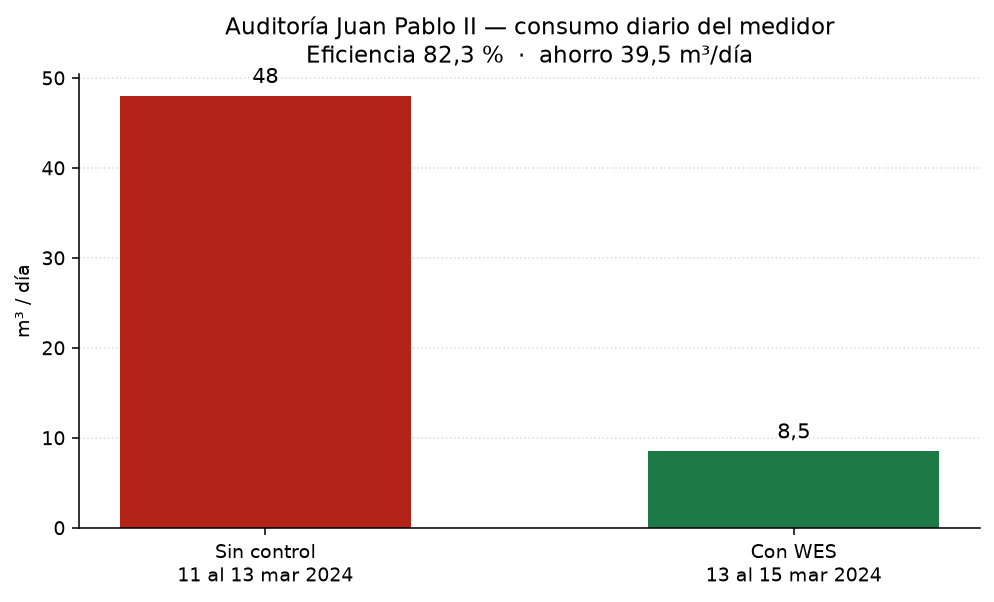 Auditoría Juan Pablo II — consumo diario del medidor
Eficiencia 82,3 %  ·  ahorro 39,5 m³/día
50
48
40
30
20
10
0
m³ / día
8,5
Sin control
11 al 13 mar 2024
Con WES
13 al 15 mar 2024